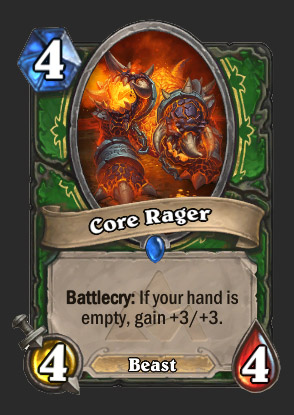 4
Core Rager
Battlecry: If your hand is
empty, gain +3/+3.
4
Beast
4